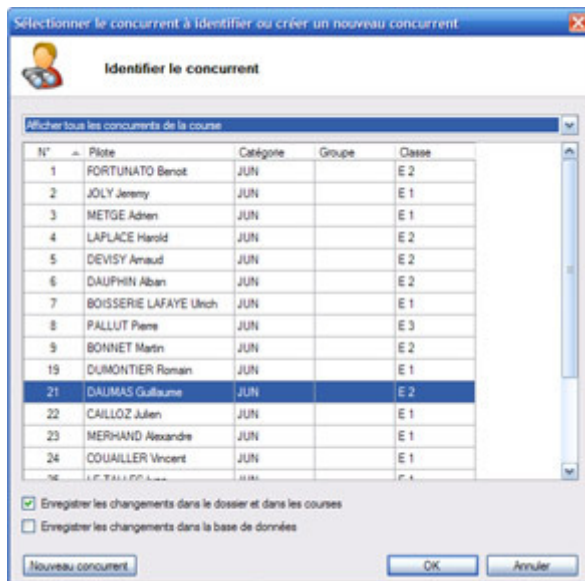 Sélectionner le concurrent à identifier ou créer un nouveau concurrent
Identifier le concurrent
Afficher tous les concurrents de la course
N° Pilote Catégorie Groupe Classe
1 FORTUNATO Benoit JUN E 2
2 JOLY Jeremy JUN E 1
3 METGE Adrien JUN E 1
4 LAPLACE Harold JUN E 2
5 DEVISY Arnaud JUN E 2
6 DAUPHIN Alban JUN E 2
7 BOISSERIE LAFAYE Ulrich JUN E 1
8 PALLUT Pierre JUN E 3
9 BONNET Martin JUN E 2
19 DUMONTIER Romain JUN E 1
21 DAUMAS Guillaume JUN E 2
22 CAILLOZ Julien JUN E 1
23 MERHAND Alexandre JUN E 1
24 COUAILLER Vincent JUN E 1
Enregistrer les changements dans le dossier et dans les courses
Enregistrer les changements dans la base de données
Nouveau concurrent OK Annuler